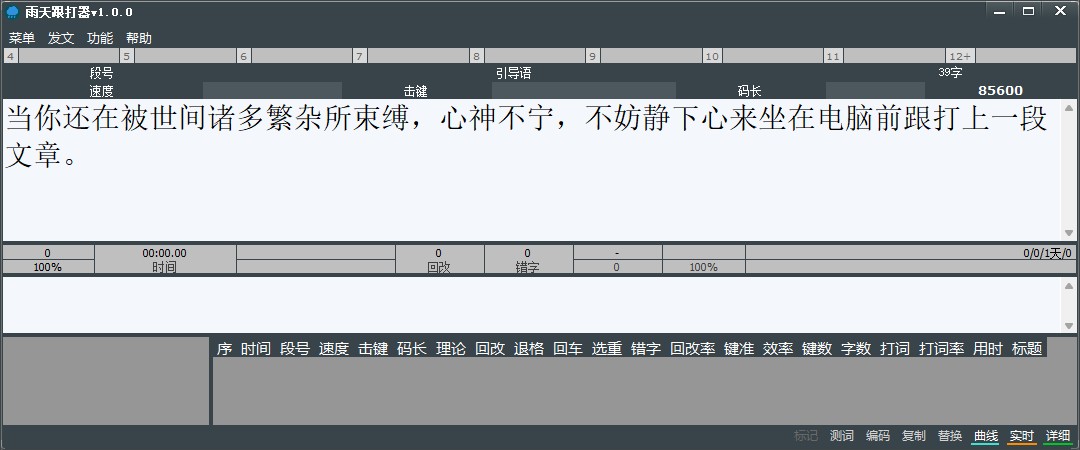 雨天跟打器v1.0.0
菜单 发文 功能 帮助
4 5 6 7 8 9 10 11 12+
段号 引导语 39字
速度 击键 码长 85600
当你还在被世间诸多繁杂所束缚，心神不宁，不妨静下心来坐在电脑前跟打上一段
文章。
0 00:00.00 0 0 - 0/0/1天/0
100% 时间 回改 错字 0 100%
序 时间 段号 速度 击键 码长 理论 回改 退格 回车 选重 错字 回改率 键准 效率 键数 字数 打词 打词率 用时 标题
标记 测词 编码 复制 替换 曲线 实时 详细